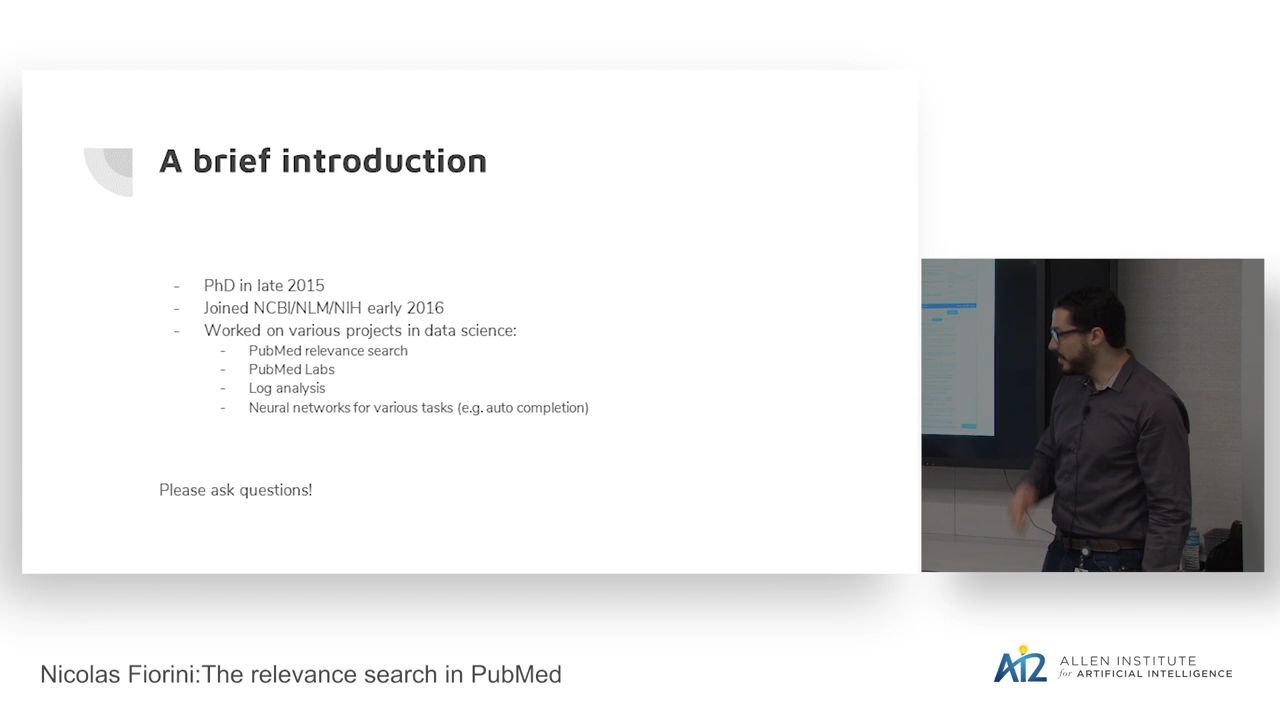 A brief introduction
- PhD in late 2015
- Joined NCBI/NLM/NIH early 2016
- Worked on various projects in data science:
- PubMed relevance search
- PubMed Labs
- Log analysis
- Neural networks for various tasks (e.g. auto completion)
Please ask questions!
Nicolas Fiorini:The relevance search in PubMed
AI2 ALLEN INSTITUTE
for ARTIFICIAL INTELLIGENCE